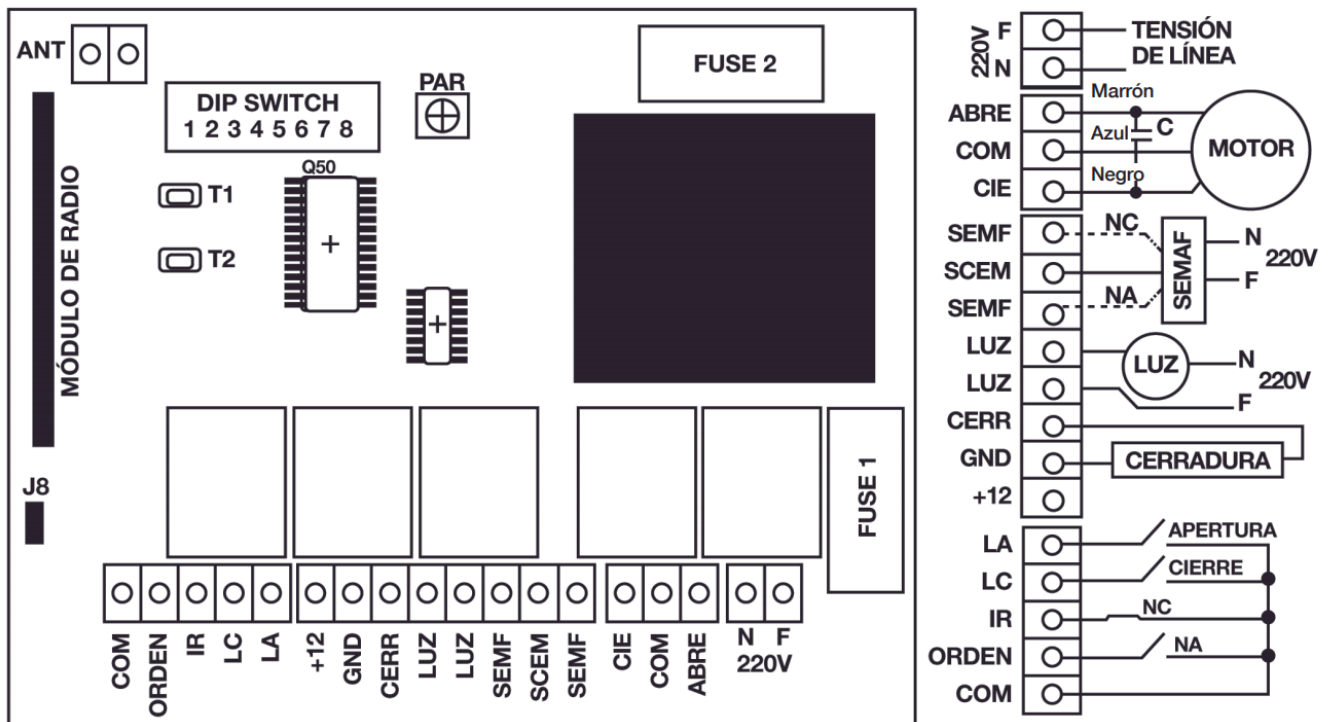 ANT
DIP SWITCH
1 2 3 4 5 6 7 8
PAR
FUSE 2
Q50
T1
T2
MÓDULO DE RADIO
J8
FUSE 1
COM
ORDEN
IR
LC
LA
+12
GND
CERR
LUZ
LUZ
SEMF
SCEM
SEMF
CIE
COM
ABRE
N F
220V
220V
F
N
TENSIÓN
DE LÍNEA
ABRE
COM
CIE
Marrón
Azul
C
Negro
MOTOR
SEMF
SCEM
SEMF
NC
NA
SEMAF
N
220V
F
LUZ
LUZ
LUZ
N
220V
F
CERR
GND
+12
CERRADURA
LA
APERTURA
LC
CIERRE
IR
NC
ORDEN
NA
COM